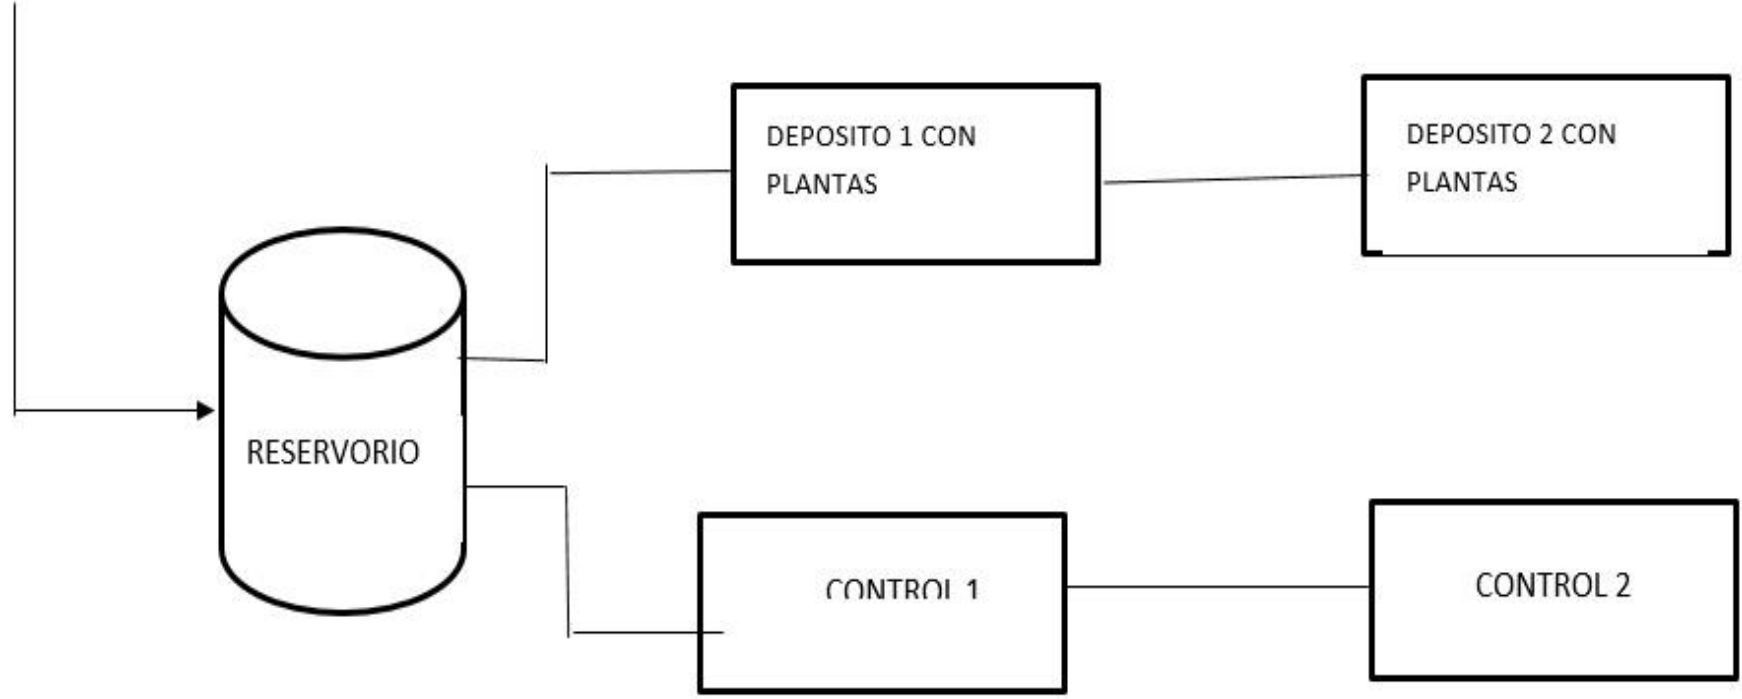 DEPOSITO 1 CON
PLANTAS
DEPOSITO 2 CON
PLANTAS
RESERVORIO
CONTROL 1
CONTROL 2